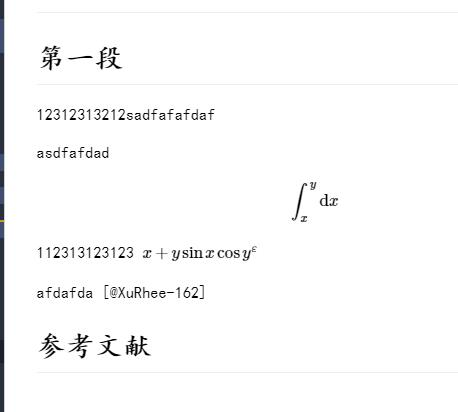 第一段
12312313212sadfafafdaf
asdfafdad
∫_x^y dx
112313123123 x + y sin x cos y^ε
afdafda [@XuRhee-162]
参考文献